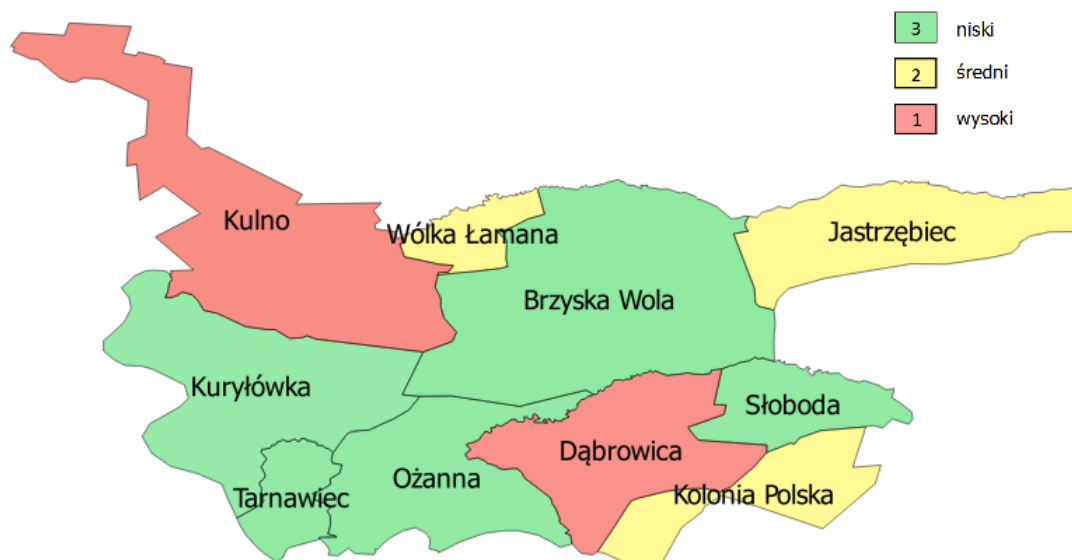 3 niski
2 średni
1 wysoki
Kulno
Wólka Łamana
Jastrzębiec
Brzyska Wola
Kuryłówka
Słoboda
Dąbrowica
Ożanna
Tarnawiec
Kolonia Polska